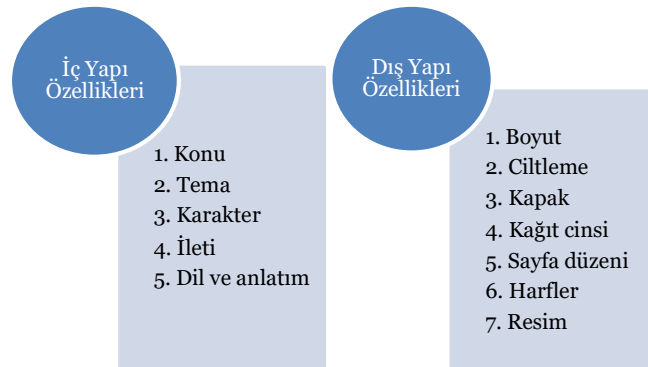 İç Yapı
Özellikleri
1. Konu
2. Tema
3. Karakter
4. İleti
5. Dil ve anlatım
Dış Yapı
Özellikleri
1. Boyut
2. Ciltleme
3. Kapak
4. Kağıt cinsi
5. Sayfa düzeni
6. Harfler
7. Resim